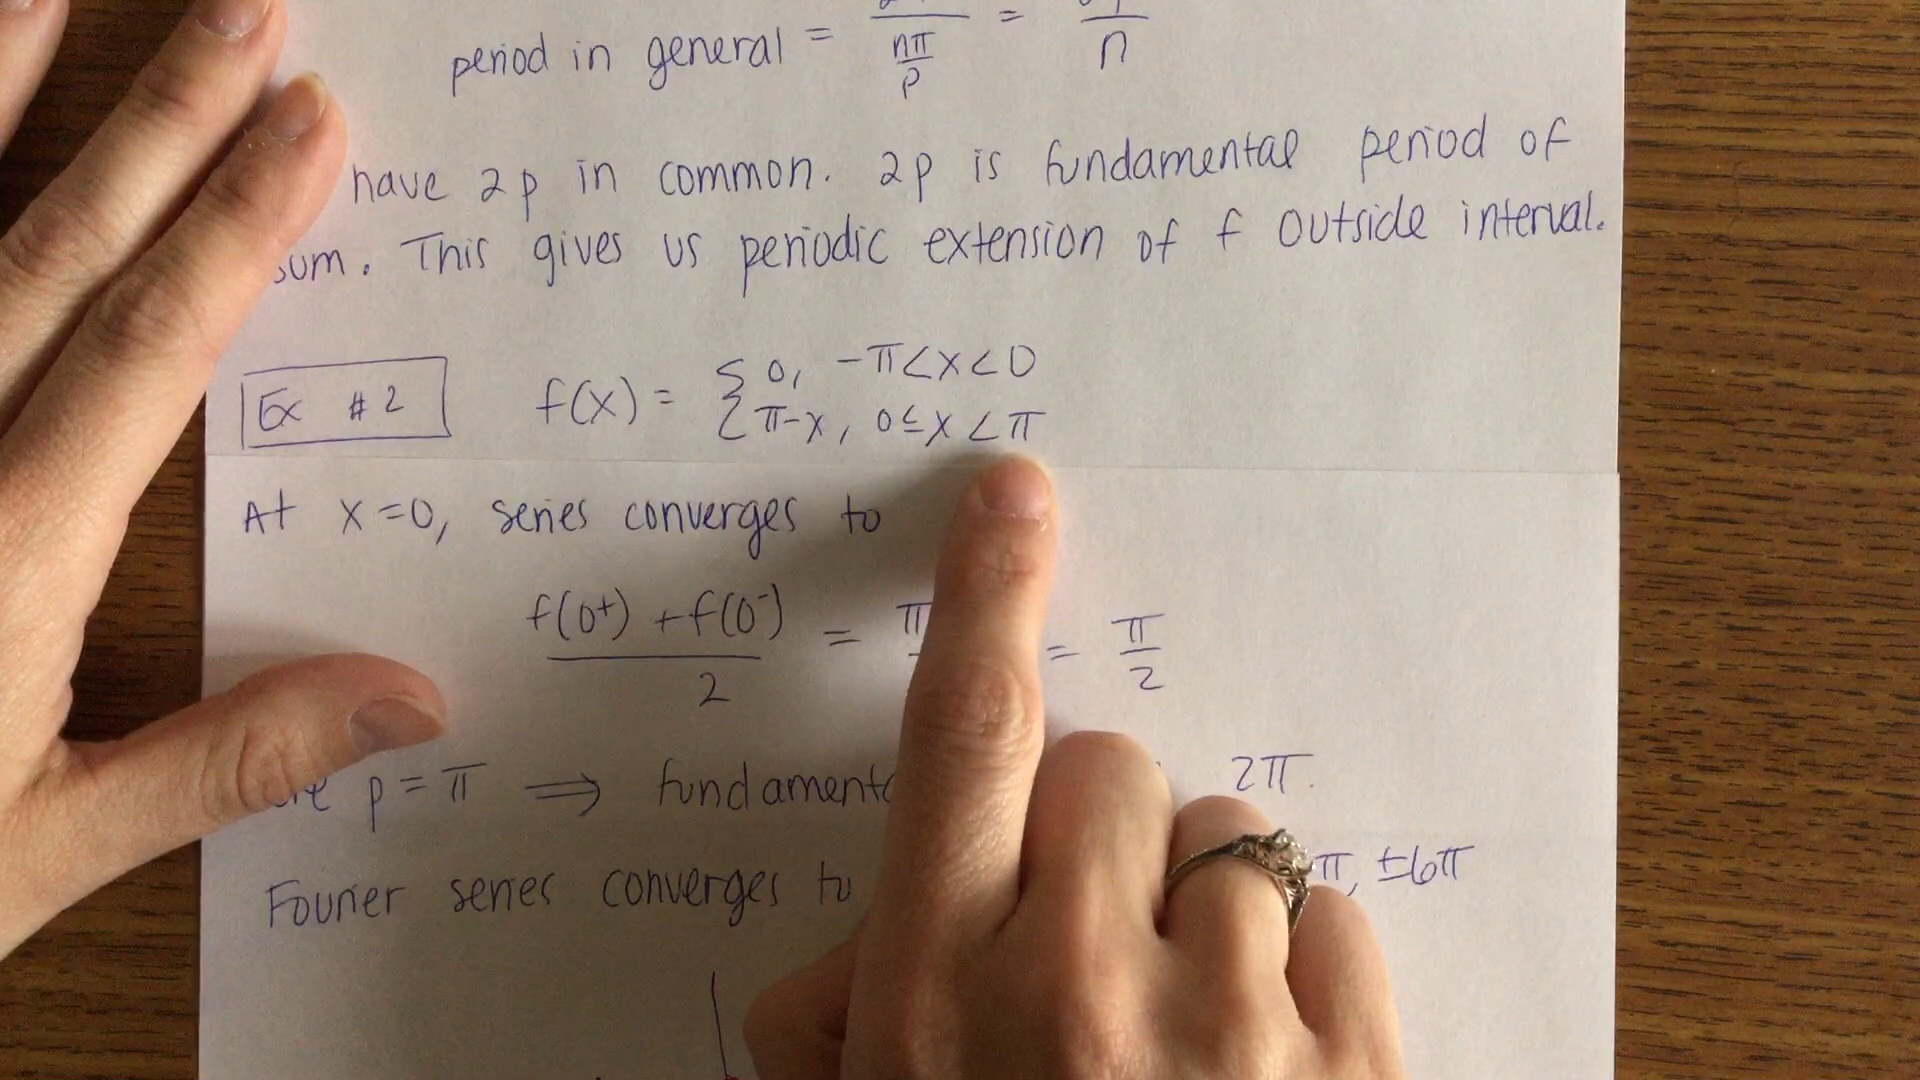 period in general = / nπ/p = / n
have 2p in common. 2p is fundamental period of
sum. This gives us periodic extension of f outside interval.
Ex #2 f(x) = { 0, -π<x<0
π-x, 0≤x<π
At x=0, series converges to
f(0+) + f(0-) / 2 = π = π/2
p = π ⟹ 2π.
Fourier series converges to π, ±6π